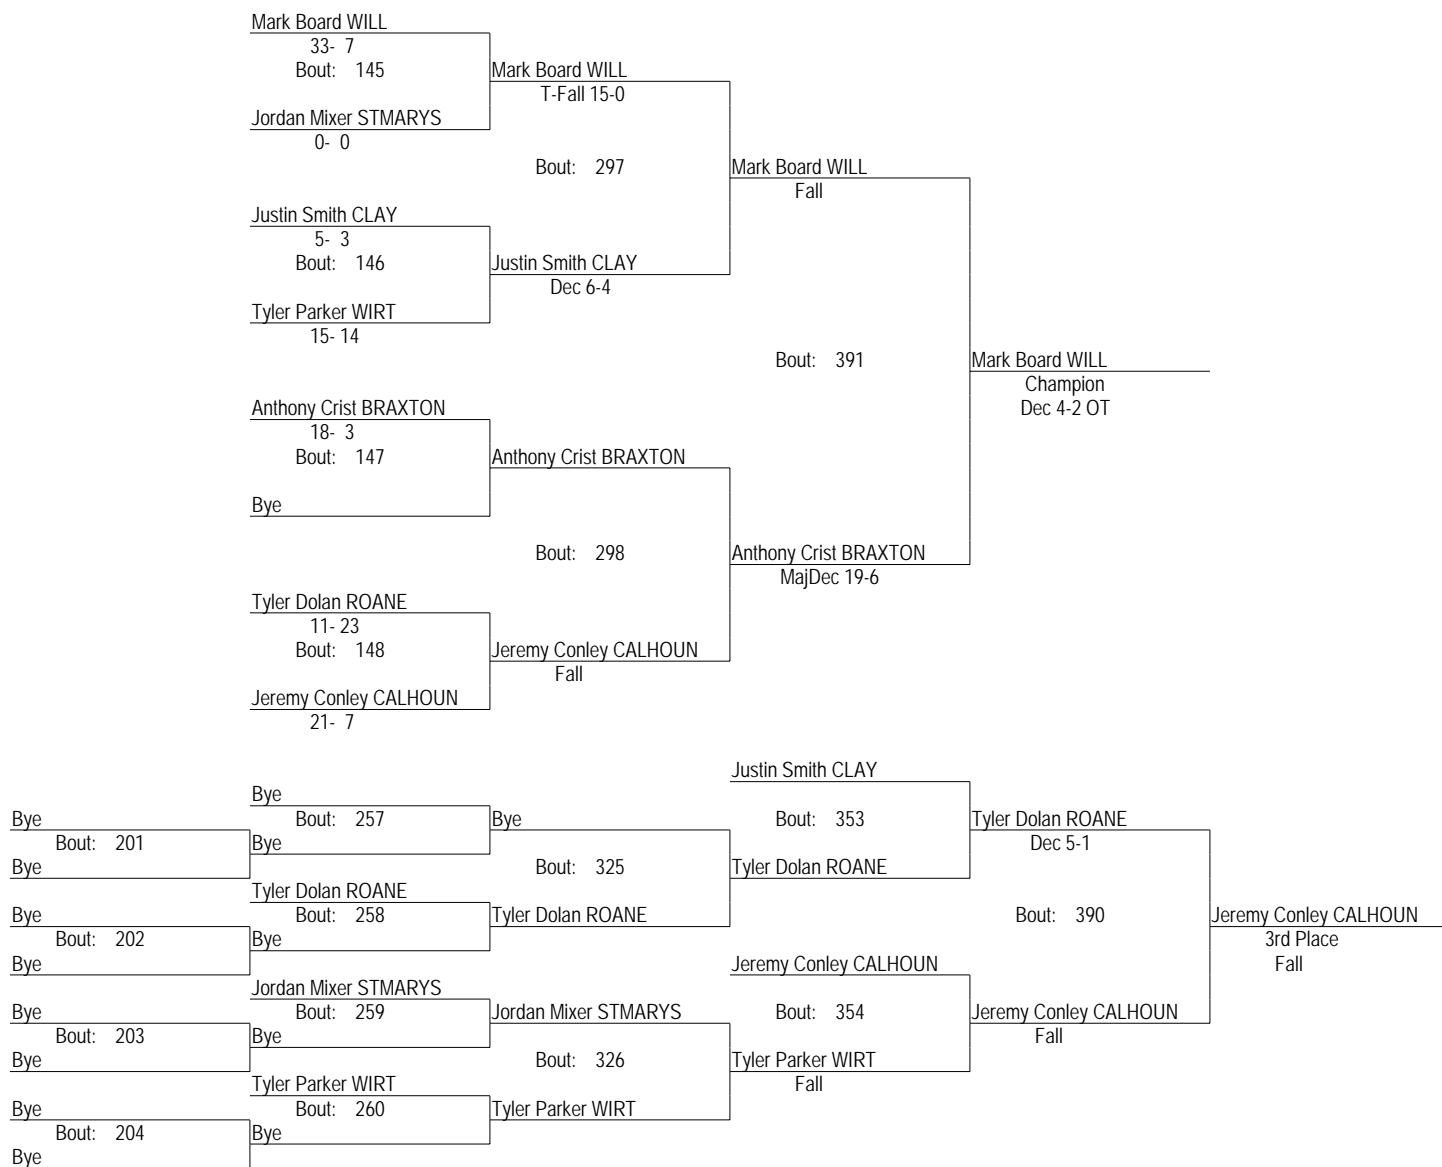 Mark Board WILL
33- 7
Bout: 145
Mark Board WILL
T-Fall 15-0
Jordan Mixer STMARYS
0- 0
Bout: 297
Mark Board WILL
Fall
Justin Smith CLAY
5- 3
Bout: 146
Justin Smith CLAY
Dec 6-4
Tyler Parker WIRT
15- 14
Bout: 391
Mark Board WILL
Champion
Dec 4-2 OT
Anthony Crist BRAXTON
18- 3
Bout: 147
Anthony Crist BRAXTON
Bye
Bout: 298
Anthony Crist BRAXTON
MajDec 19-6
Tyler Dolan ROANE
11- 23
Bout: 148
Jeremy Conley CALHOUN
Fall
Jeremy Conley CALHOUN
21- 7
Justin Smith CLAY
Bye
Bye
Bout: 257
Bye
Bout: 353
Tyler Dolan ROANE
Dec 5-1
Bout: 201
Bye
Bye
Bout: 325
Tyler Dolan ROANE
Tyler Dolan ROANE
Bye
Bout: 258
Tyler Dolan ROANE
Bout: 390
Jeremy Conley CALHOUN
3rd Place
Fall
Bout: 202
Bye
Bye
Jeremy Conley CALHOUN
Jordan Mixer STMARYS
Bye
Bout: 259
Jordan Mixer STMARYS
Bout: 354
Jeremy Conley CALHOUN
Fall
Bout: 203
Bye
Bye
Bout: 326
Tyler Parker WIRT
Fall
Tyler Parker WIRT
Bye
Bout: 260
Tyler Parker WIRT
Bout: 204
Bye
Bye